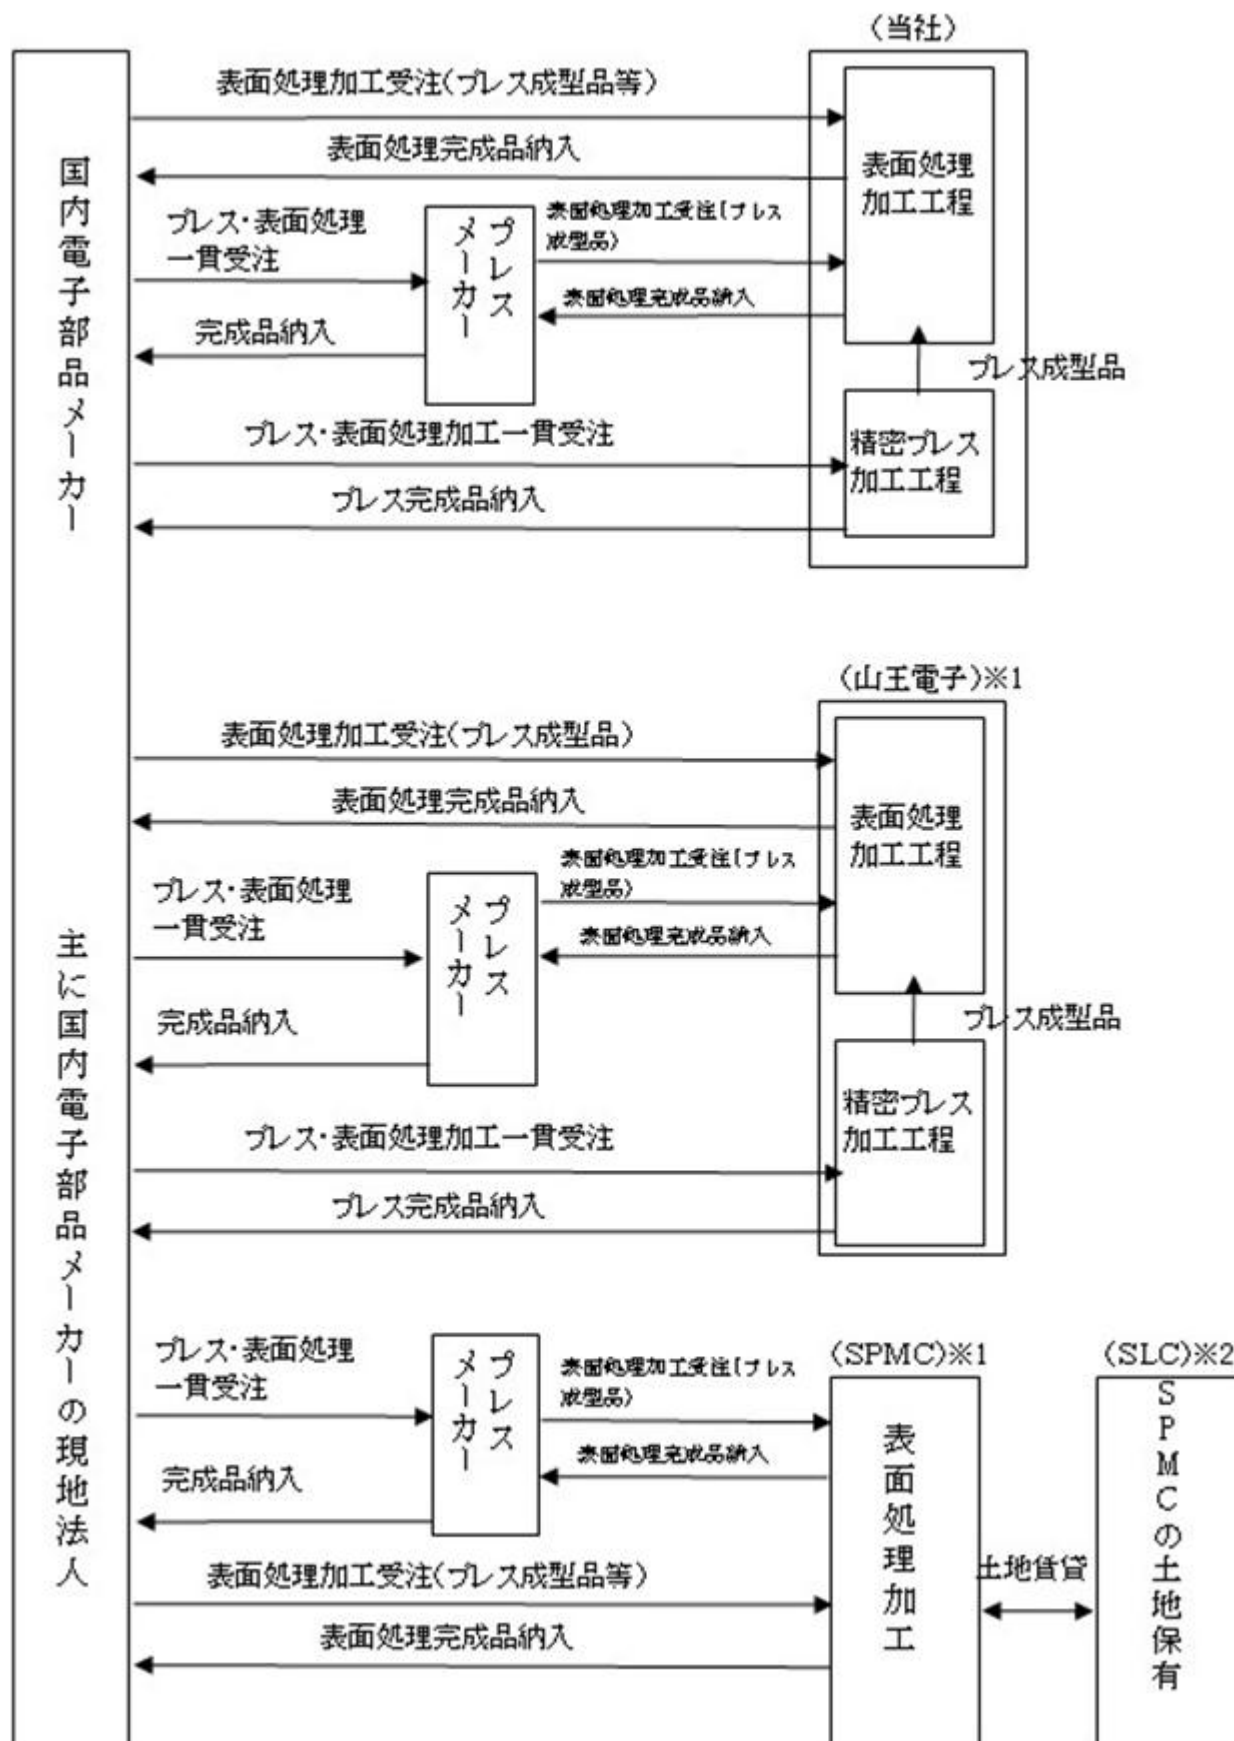 (当社)
国内電子部品メーカー
表面処理加工受注(プレス成型品等)
表面処理完成品納入
表面処理
加工工程
プレス・表面処理
一貫受注
プレス
メーカー
表面処理加工受注(プレス
成型品)
表面処理完成品納入
完成品納入
プレス成型品
プレス・表面処理加工一貫受注
精密プレス
加工工程
プレス完成品納入
主に国内電子部品メーカーの現地法人
(山王電子)※1
表面処理加工受注(プレス成型品)
表面処理完成品納入
表面処理
加工工程
プレス・表面処理
一貫受注
プレス
メーカー
表面処理加工受注(プレス
成型品)
表面処理完成品納入
完成品納入
プレス成型品
プレス・表面処理加工一貫受注
精密プレス
加工工程
プレス完成品納入
プレス・表面処理
一貫受注
プレス
メーカー
表面処理加工受注(プレス
成型品)
表面処理完成品納入
完成品納入
表面処理加工受注(プレス成型品等)
表面処理完成品納入
(SPMC)※1
表面処理加工
土地賃貸
(SLC)※2
SPMCの土地保有